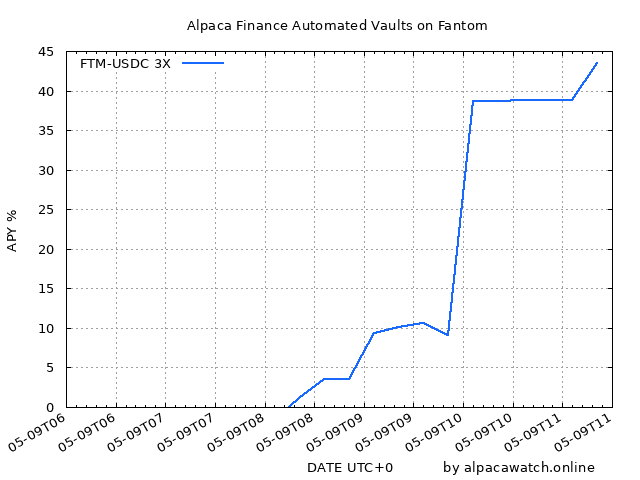 Alpaca Finance Automated Vaults on Fantom
FTM-USDC 3X
APY %
45
40
35
30
25
20
15
10
5
0
05-09T06
05-09T06
05-09T07
05-09T07
05-09T08
05-09T08
05-09T09
05-09T09
05-09T10
05-09T10
05-09T11
05-09T11
DATE UTC+0
by alpacawatch.online